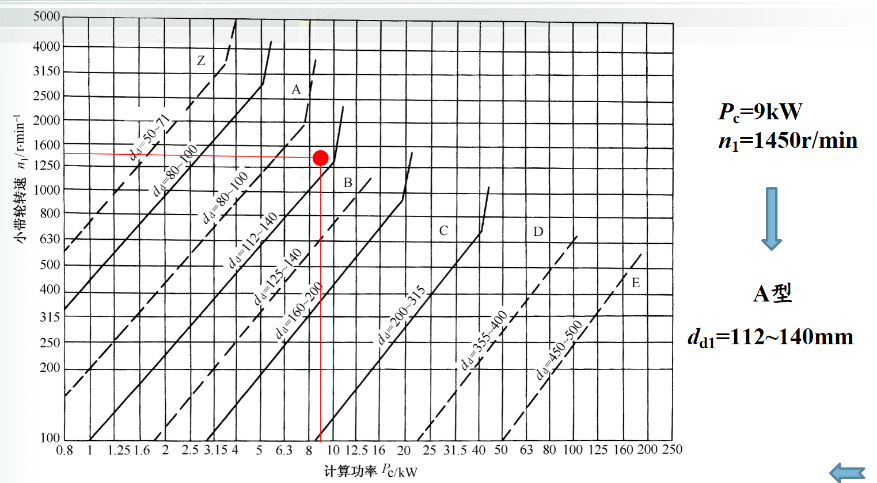 5000
4000
3150
2500
2000
1600
1250
1000
800
630
500
400
315
250
200
100
小带轮转速 n₁/r·min⁻¹
Z
A
B
C
D
E
dd=50~71
dd=80~100
dd=80~100
dd=112~140
dd=125~140
dd=160~200
dd=200~315
dd=355~400
dd=450~500
0.8 1 1.25 1.6 2 2.5 3.15 4 5 6.3 8 10 12.5 16 20 25 31.5 40 50 63 80 100 125 160 200 250
计算功率 Pc/kW
Pc=9kW
n1=1450r/min
A型
dd1=112~140mm